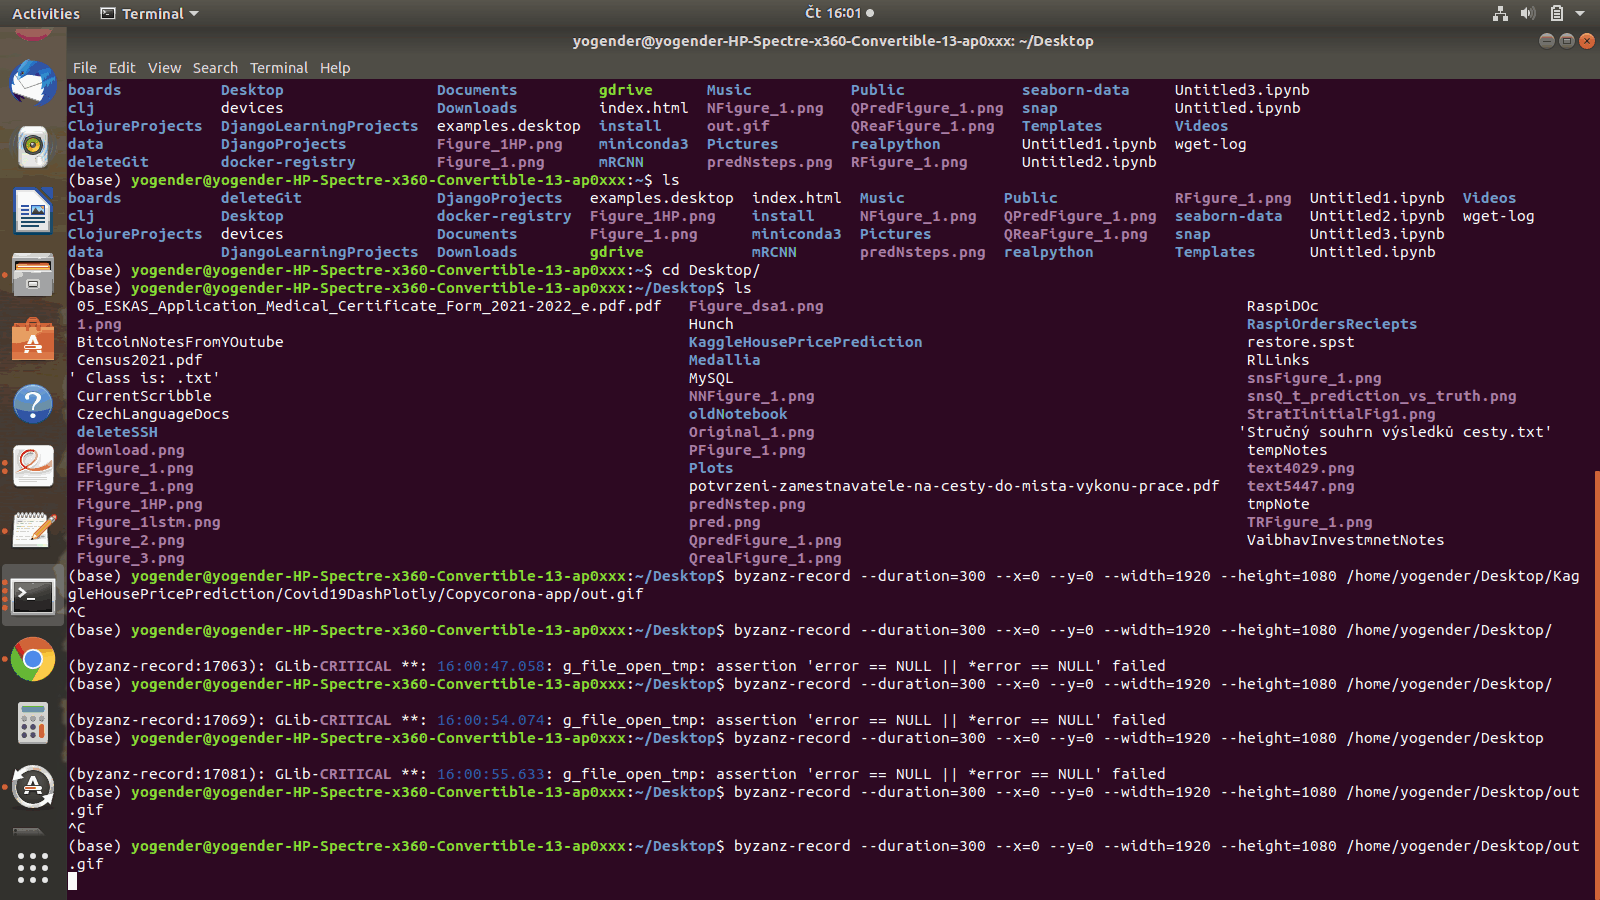 Activities Terminal Čt 16:01
yogender@yogender-HP-Spectre-x360-Convertible-13-ap0xxx: ~/Desktop
File Edit View Search Terminal Help
boards Desktop Documents gdrive Music Public seaborn-data Untitled3.ipynb
clj devices Downloads index.html NFigure_1.png QPredFigure_1.png snap Untitled.ipynb
ClojureProjects DjangoLearningProjects examples.desktop install out.gif QReaFigure_1.png Templates Videos
data DjangoProjects Figure_1HP.png miniconda3 Pictures realpython Untitled1.ipynb wget-log
deleteGit docker-registry Figure_1.png mRCNN predNsteps.png RFigure_1.png Untitled2.ipynb
(base) yogender@yogender-HP-Spectre-x360-Convertible-13-ap0xxx:~$ ls
boards deleteGit DjangoProjects examples.desktop index.html Music Public RFigure_1.png Untitled1.ipynb Videos
clj Desktop docker-registry Figure_1HP.png install NFigure_1.png QPredFigure_1.png seaborn-data Untitled2.ipynb wget-log
ClojureProjects devices Documents Figure_1.png miniconda3 Pictures QReaFigure_1.png snap Untitled3.ipynb
data DjangoLearningProjects Downloads gdrive mRCNN predNsteps.png realpython Templates Untitled.ipynb
(base) yogender@yogender-HP-Spectre-x360-Convertible-13-ap0xxx:~$ cd Desktop/
(base) yogender@yogender-HP-Spectre-x360-Convertible-13-ap0xxx:~/Desktop$ ls
05_ESKAS_Application_Medical_Certificate_Form_2021-2022_e.pdf.pdf Figure_dsa1.png RaspiDOc
1.png Hunch RaspiOrdersReciepts
BitcoinNotesFromYOutube KaggleHousePricePrediction restore.spst
Census2021.pdf Medallia RlLinks
' Class is: .txt' MySQL snsFigure_1.png
CurrentScribble NNFigure_1.png snsQ_t_prediction_vs_truth.png
CzechLanguageDocs oldNotebook StratIinitialFig1.png
deleteSSH Original_1.png 'Stručný souhrn výsledků cesty.txt'
download.png PFigure_1.png tempNotes
EFigure_1.png Plots text4029.png
FFigure_1.png potvrzeni-zamestnavatele-na-cesty-do-mista-vykonu-prace.pdf text5447.png
Figure_1HP.png predNstep.png tmpNote
Figure_1lstm.png pred.png TRFigure_1.png
Figure_2.png QpredFigure_1.png VaibhavInvestmnetNotes
Figure_3.png QrealFigure_1.png
(base) yogender@yogender-HP-Spectre-x360-Convertible-13-ap0xxx:~/Desktop$ byzanz-record --duration=300 --x=0 --y=0 --width=1920 --height=1080 /home/yogender/Desktop/Kag
gleHousePricePrediction/Covid19DashPlotly/Copycorona-app/out.gif
^C
(base) yogender@yogender-HP-Spectre-x360-Convertible-13-ap0xxx:~/Desktop$ byzanz-record --duration=300 --x=0 --y=0 --width=1920 --height=1080 /home/yogender/Desktop/
(byzanz-record:17063): GLib-CRITICAL **: 16:00:47.058: g_file_open_tmp: assertion 'error == NULL || *error == NULL' failed
(base) yogender@yogender-HP-Spectre-x360-Convertible-13-ap0xxx:~/Desktop$ byzanz-record --duration=300 --x=0 --y=0 --width=1920 --height=1080 /home/yogender/Desktop/
(byzanz-record:17069): GLib-CRITICAL **: 16:00:54.074: g_file_open_tmp: assertion 'error == NULL || *error == NULL' failed
(base) yogender@yogender-HP-Spectre-x360-Convertible-13-ap0xxx:~/Desktop$ byzanz-record --duration=300 --x=0 --y=0 --width=1920 --height=1080 /home/yogender/Desktop
(byzanz-record:17081): GLib-CRITICAL **: 16:00:55.633: g_file_open_tmp: assertion 'error == NULL || *error == NULL' failed
(base) yogender@yogender-HP-Spectre-x360-Convertible-13-ap0xxx:~/Desktop$ byzanz-record --duration=300 --x=0 --y=0 --width=1920 --height=1080 /home/yogender/Desktop/out
.gif
^C
(base) yogender@yogender-HP-Spectre-x360-Convertible-13-ap0xxx:~/Desktop$ byzanz-record --duration=300 --x=0 --y=0 --width=1920 --height=1080 /home/yogender/Desktop/out
.gif